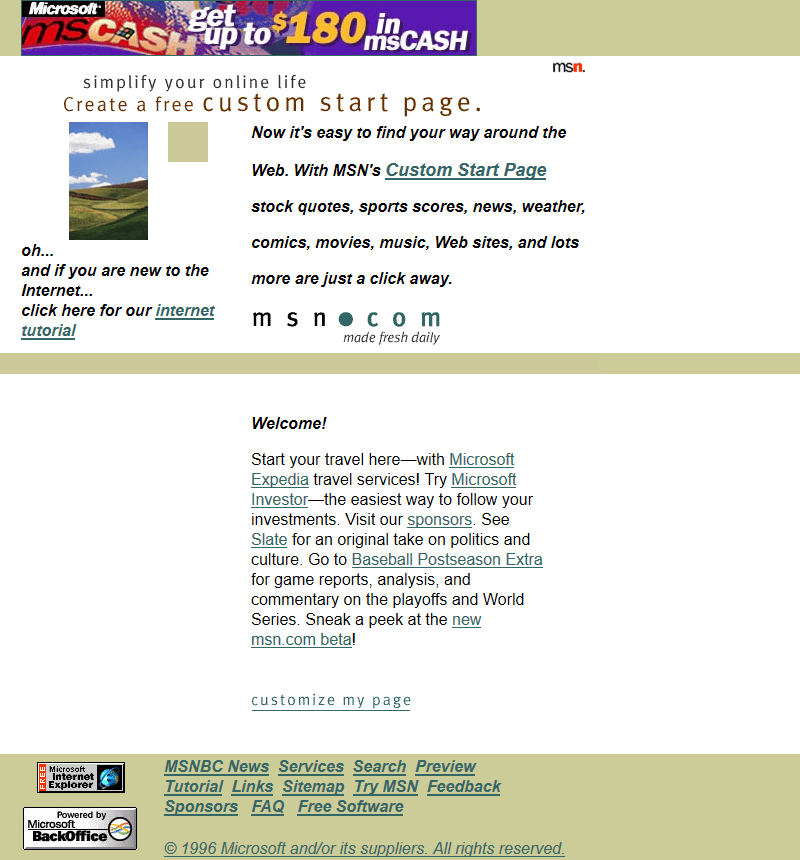 Microsoft
msCASH get up to $180 in msCASH
msn.
simplify your online life
Create a free custom start page.
Now it's easy to find your way around the
Web. With MSN's Custom Start Page
stock quotes, sports scores, news, weather,
comics, movies, music, Web sites, and lots
more are just a click away.
oh...
and if you are new to the
Internet...
click here for our internet
tutorial
msn•com
made fresh daily
Welcome!
Start your travel here—with Microsoft
Expedia travel services! Try Microsoft
Investor—the easiest way to follow your
investments. Visit our sponsors. See
Slate for an original take on politics and
culture. Go to Baseball Postseason Extra
for game reports, analysis, and
commentary on the playoffs and World
Series. Sneak a peek at the new
msn.com beta!
customize my page
FREE
Microsoft
Internet
Explorer
Powered by
Microsoft
BackOffice
MSNBC News Services Search Preview
Tutorial Links Sitemap Try MSN Feedback
Sponsors FAQ Free Software
© 1996 Microsoft and/or its suppliers. All rights reserved.